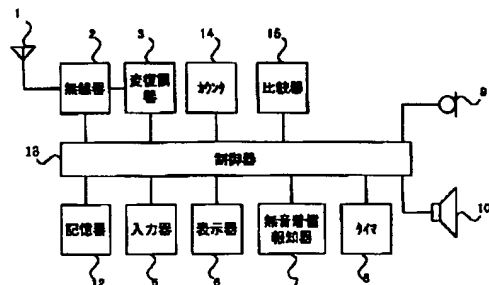 1
2
3
14
15
無線器
変復調器
カウンタ
比較器
9
13
制御器
記憶器
入力器
表示器
無音着信
報知器
タイマ
10
12
5
6
7
8